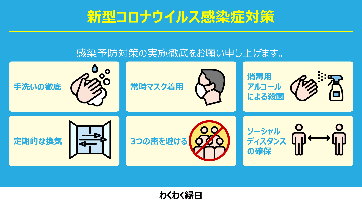 新型コロナウイルス感染症対策
感染予防対策の実施徹底をお願い申し上げます。
手洗いの徹底
常時マスク着用
消毒用
アルコール
による殺菌
定期的な換気
3つの密を避ける
ソーシャル
ディスタンス
の確保
わくわく縁日